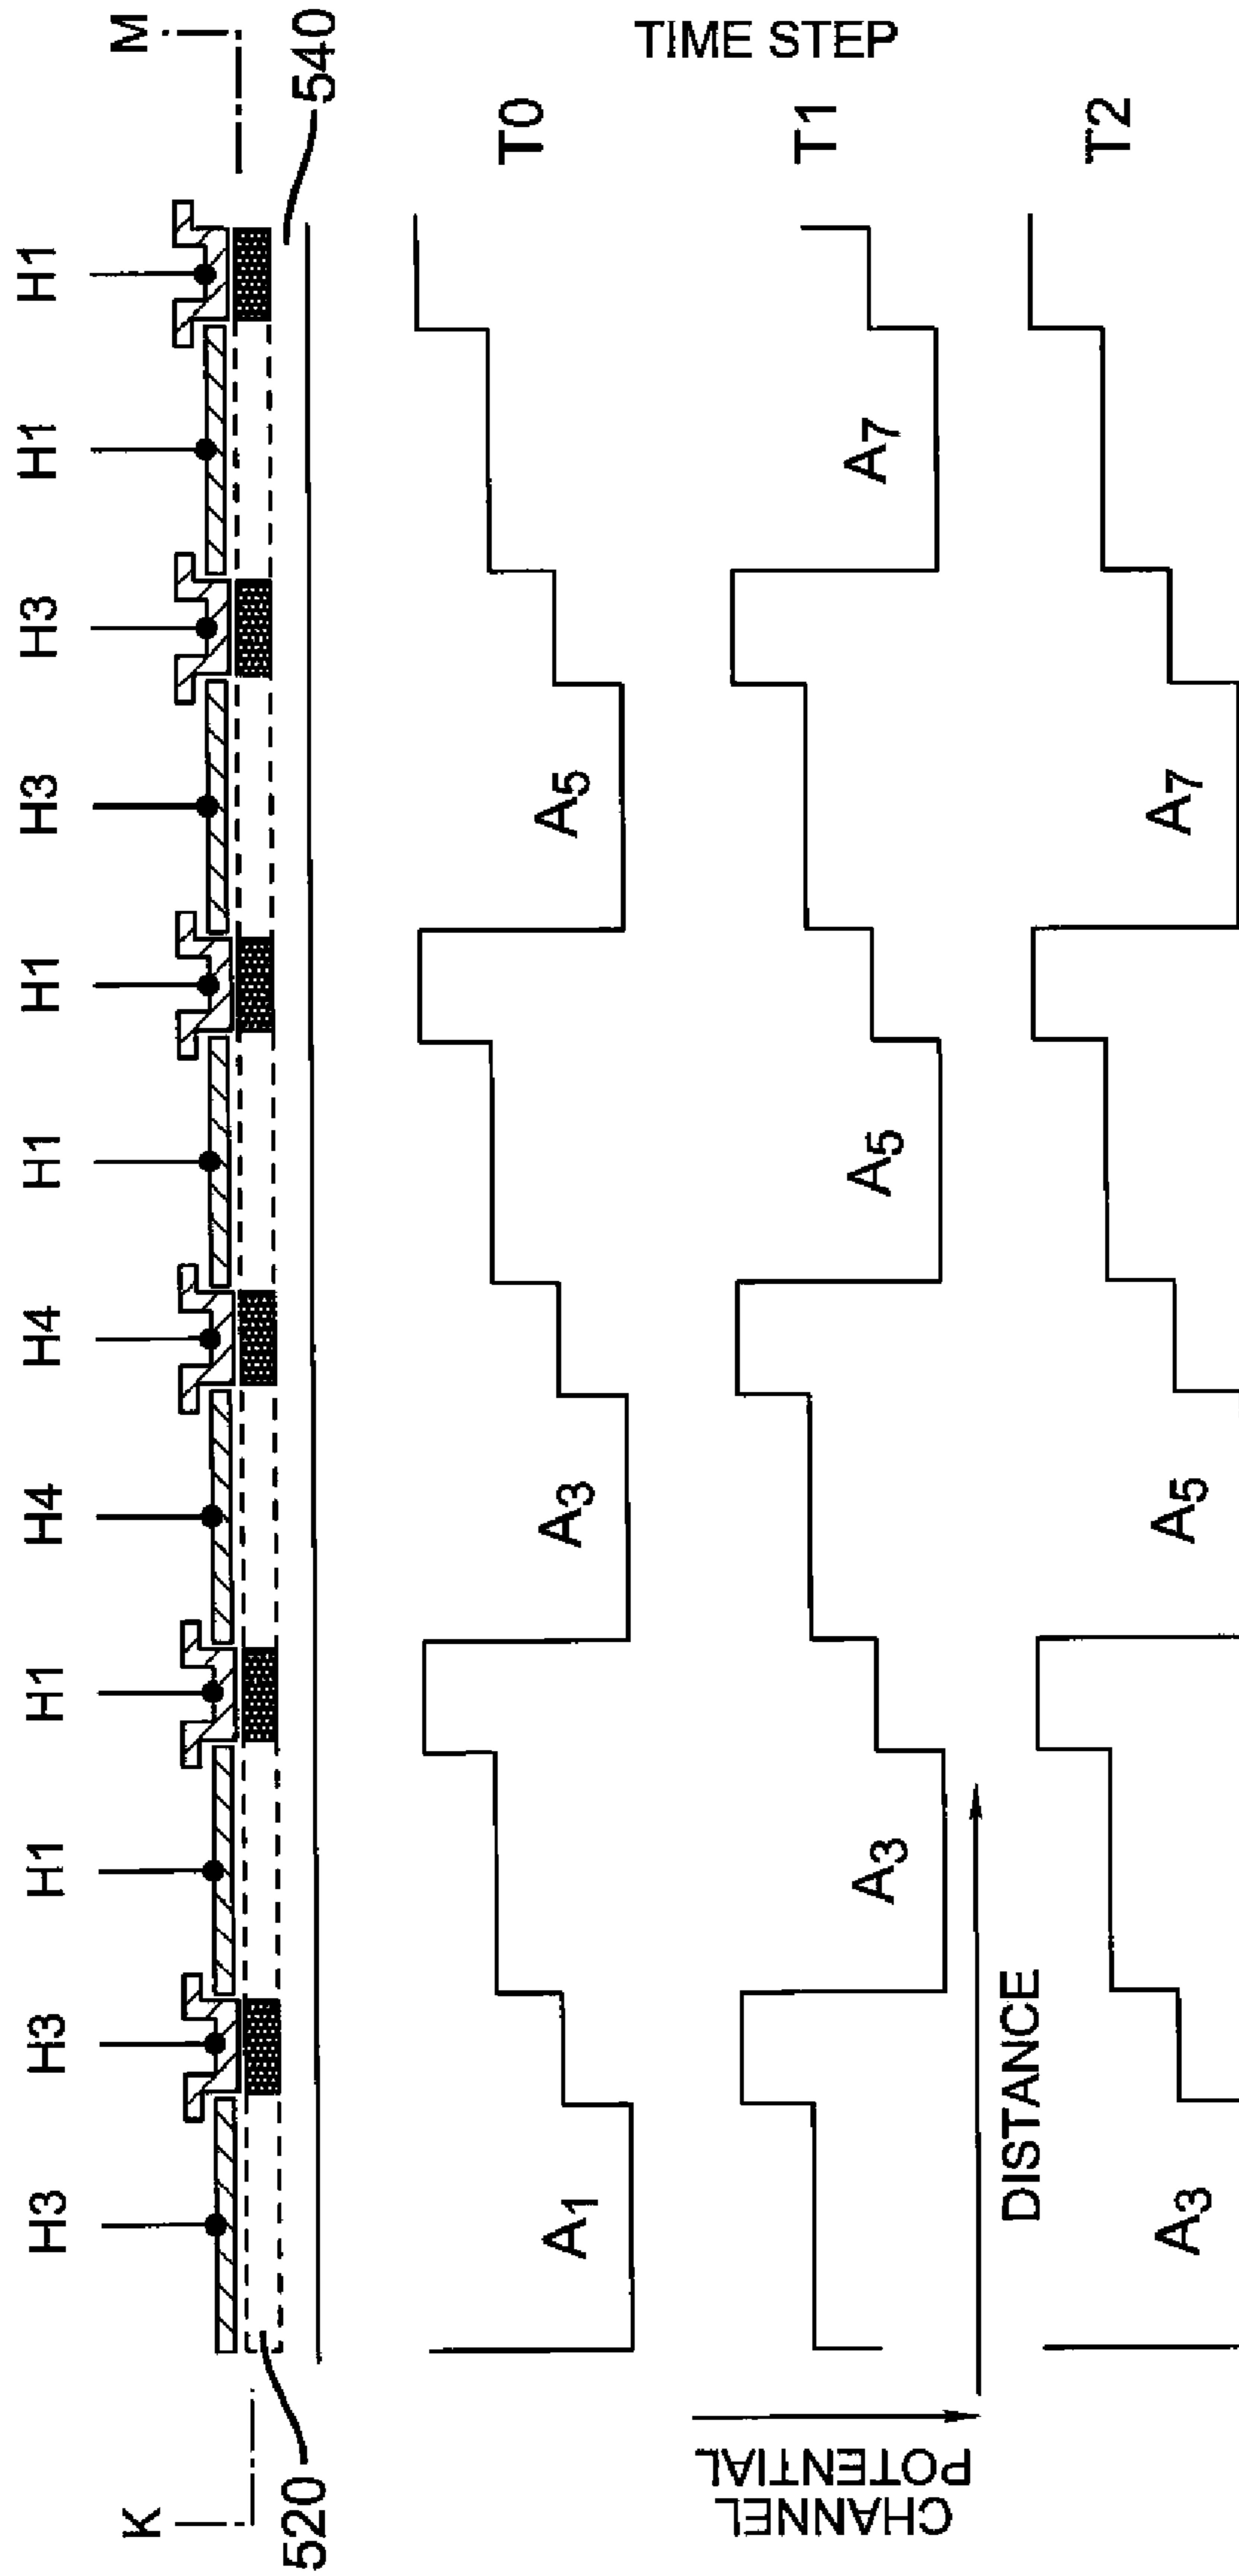 H3 H3 H1 H1 H4 H4 H1 H1 H3 H3 H1 H1
K M
520 540
TIME STEP
A1 A3 A5 T0
CHANNEL
POTENTIAL
A3 A5 A7 T1
DISTANCE
A3 A5 A7 T2